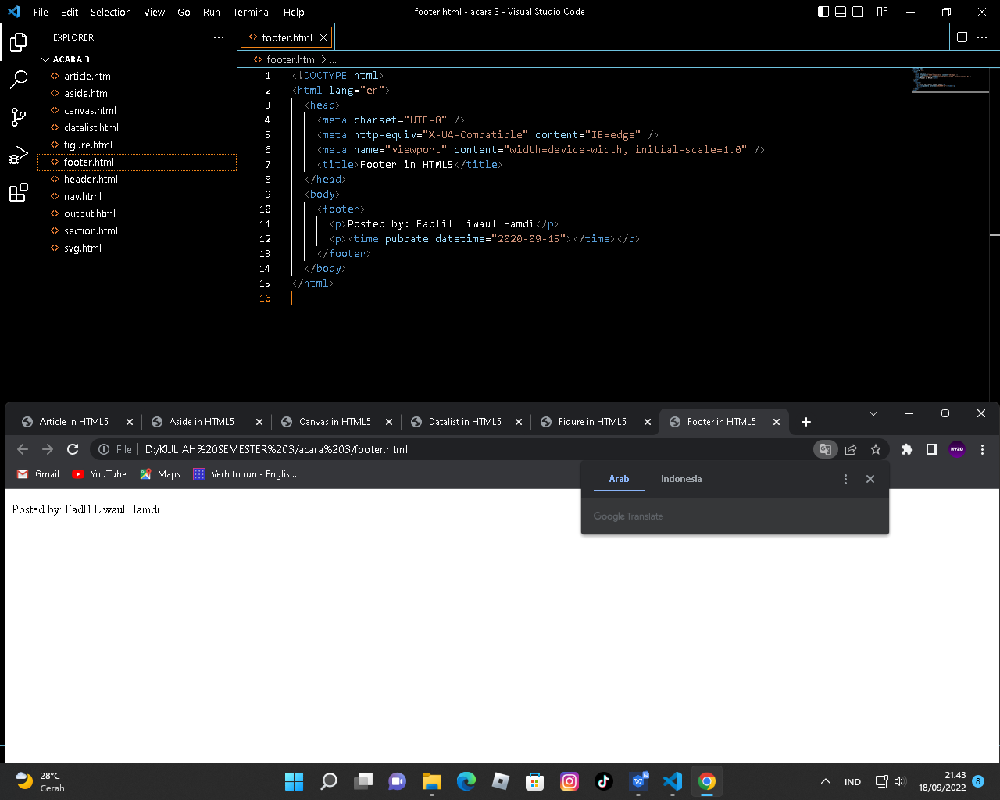 File Edit Selection View Go Run Terminal Help footer.html - acara 3 - Visual Studio Code
EXPLORER
ACARA 3
article.html
aside.html
canvas.html
datalist.html
figure.html
footer.html
header.html
nav.html
output.html
section.html
svg.html
footer.html
footer.html > ...
1 <!DOCTYPE html>
2 <html lang="en">
3 <head>
4 <meta charset="UTF-8" />
5 <meta http-equiv="X-UA-Compatible" content="IE=edge" />
6 <meta name="viewport" content="width=device-width, initial-scale=1.0" />
7 <title>Footer in HTML5</title>
8 </head>
9 <body>
10 <footer>
11 <p>Posted by: Fadlil Liwaul Hamdi</p>
12 <p><time pubdate datetime="2020-09-15"></time></p>
13 </footer>
14 </body>
15 </html>
16
Article in HTML5 Aside in HTML5 Canvas in HTML5 Datalist in HTML5 Figure in HTML5 Footer in HTML5
File D:/KULIAH%20SEMESTER%203/acara%203/footer.html HYZO
Gmail YouTube Maps Verb to run - Englis...
Arab Indonesia
Google Translate
Posted by: Fadlil Liwaul Hamdi
28°C
Cerah
IND
21.43
18/09/2022
8